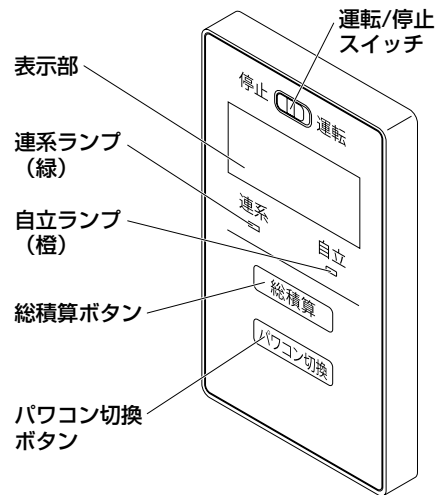 運転/停止
スイッチ
表示部
停止
運転
連系ランプ
（緑）
連系
自立ランプ
（橙）
自立
総積算ボタン
総積算
パワコン切換
パワコン切換
ボタン